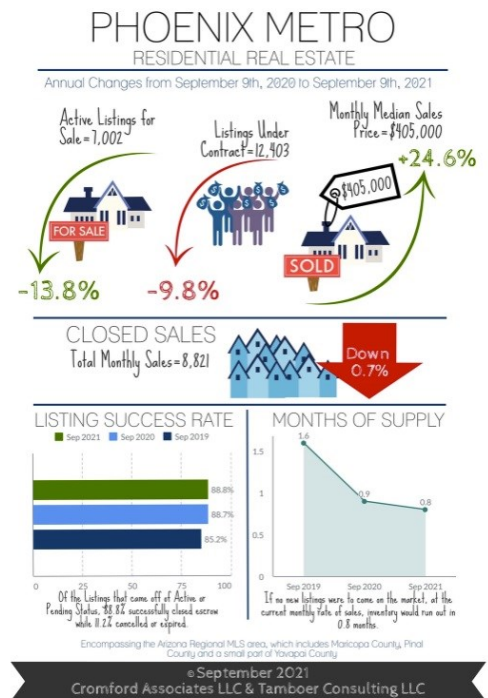 PHOENIX METRO
RESIDENTIAL REAL ESTATE
Annual Changes from September 9th, 2020 to September 9th, 2021
Active Listings for
Sale=7,002
Listings Under
Contract=12,403
Monthly Median Sales
Price=$405,000
+24.6%
$405,000
FOR SALE
SOLD
-13.8%
-9.8%
CLOSED SALES
Total Monthly Sales=8,821
Down
0.7%
LISTING SUCCESS RATE
Sep 2021 Sep 2020 Sep 2019
88.8%
88.7%
85.2%
0 25 50 75 100
Of the Listings that came off of Active or
Pending Status, 88.8% successfully closed escrow
while 11.2% cancelled or expired.
MONTHS OF SUPPLY
1.6
1.5
1
0.9
0.8
0.5
0
Sep 2019 Sep 2020 Sep 2021
If no new listings were to come on the market, at the
current monthly rate of sales, inventory would run out in
0.8 months.
Encompassing the Arizona Regional MLS area, which includes Maricopa County, Pinal
County and a small part of Yavapai County
©September 2021
Cromford Associates LLC & Tamboer Consulting LLC